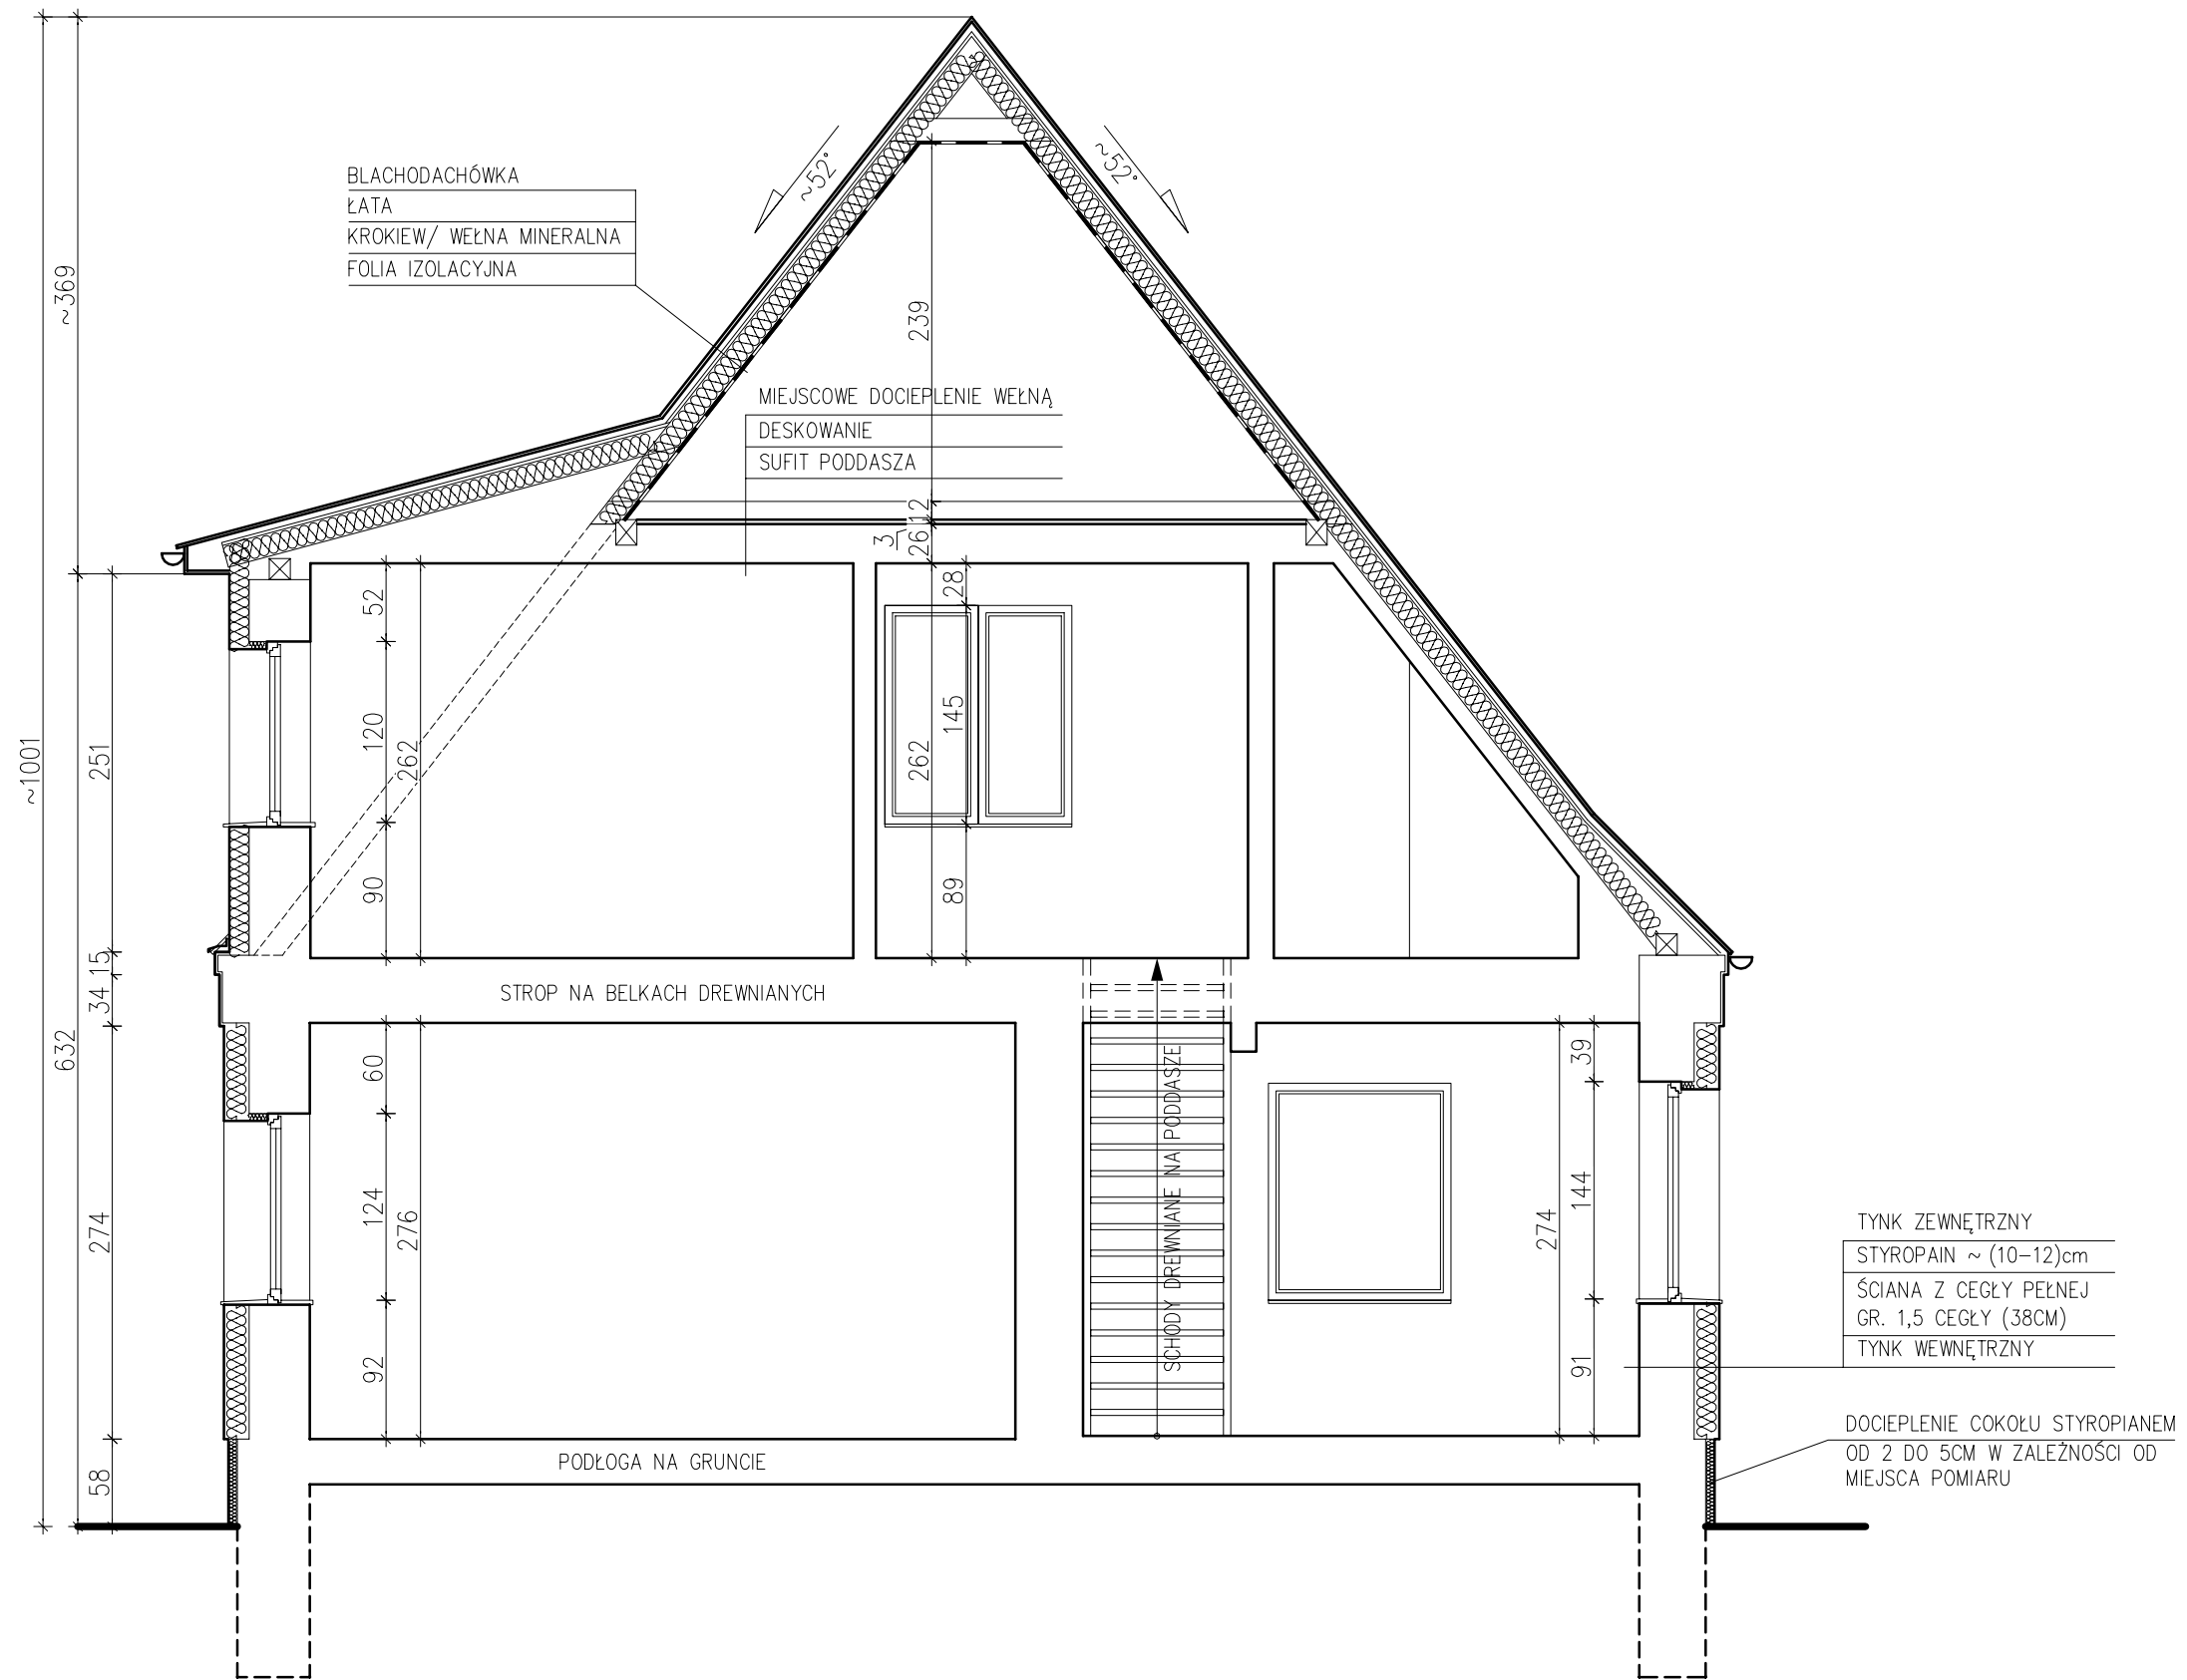 BLACHODACHÓWKA
ŁATA
KROKIEW/ WEŁNA MINERALNA
FOLIA IZOLACYJNA
~52°
~52°
~369
239
MIEJSCOWE DOCIEPLENIE WEŁNĄ
DESKOWANIE
SUFIT PODDASZA
12
3
26
28
52
120
90
262
262
145
89
~1001
632
251
15
34
274
58
STROP NA BELKACH DREWNIANYCH
60
124
92
276
SCHODY DREWNIANE NA PODDASZE
274
39
144
91
TYNK ZEWNĘTRZNY
STYROPAIN ~ (10-12)cm
ŚCIANA Z CEGŁY PEŁNEJ
GR. 1,5 CEGŁY (38CM)
TYNK WEWNĘTRZNY
DOCIEPLENIE COKOŁU STYROPIANEM
OD 2 DO 5CM W ZALEŻNOŚCI OD
MIEJSCA POMIARU
PODŁOGA NA GRUNCIE